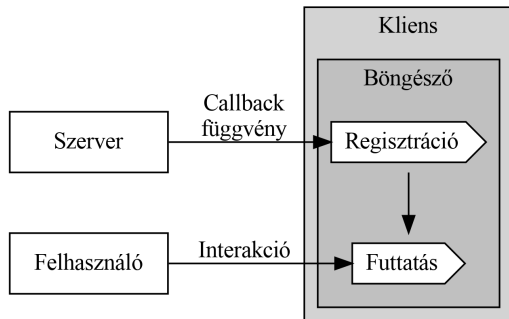 Kliens
Böngésző
Callback
függvény
Szerver
Regisztráció
Interakció
Felhasználó
Futtatás